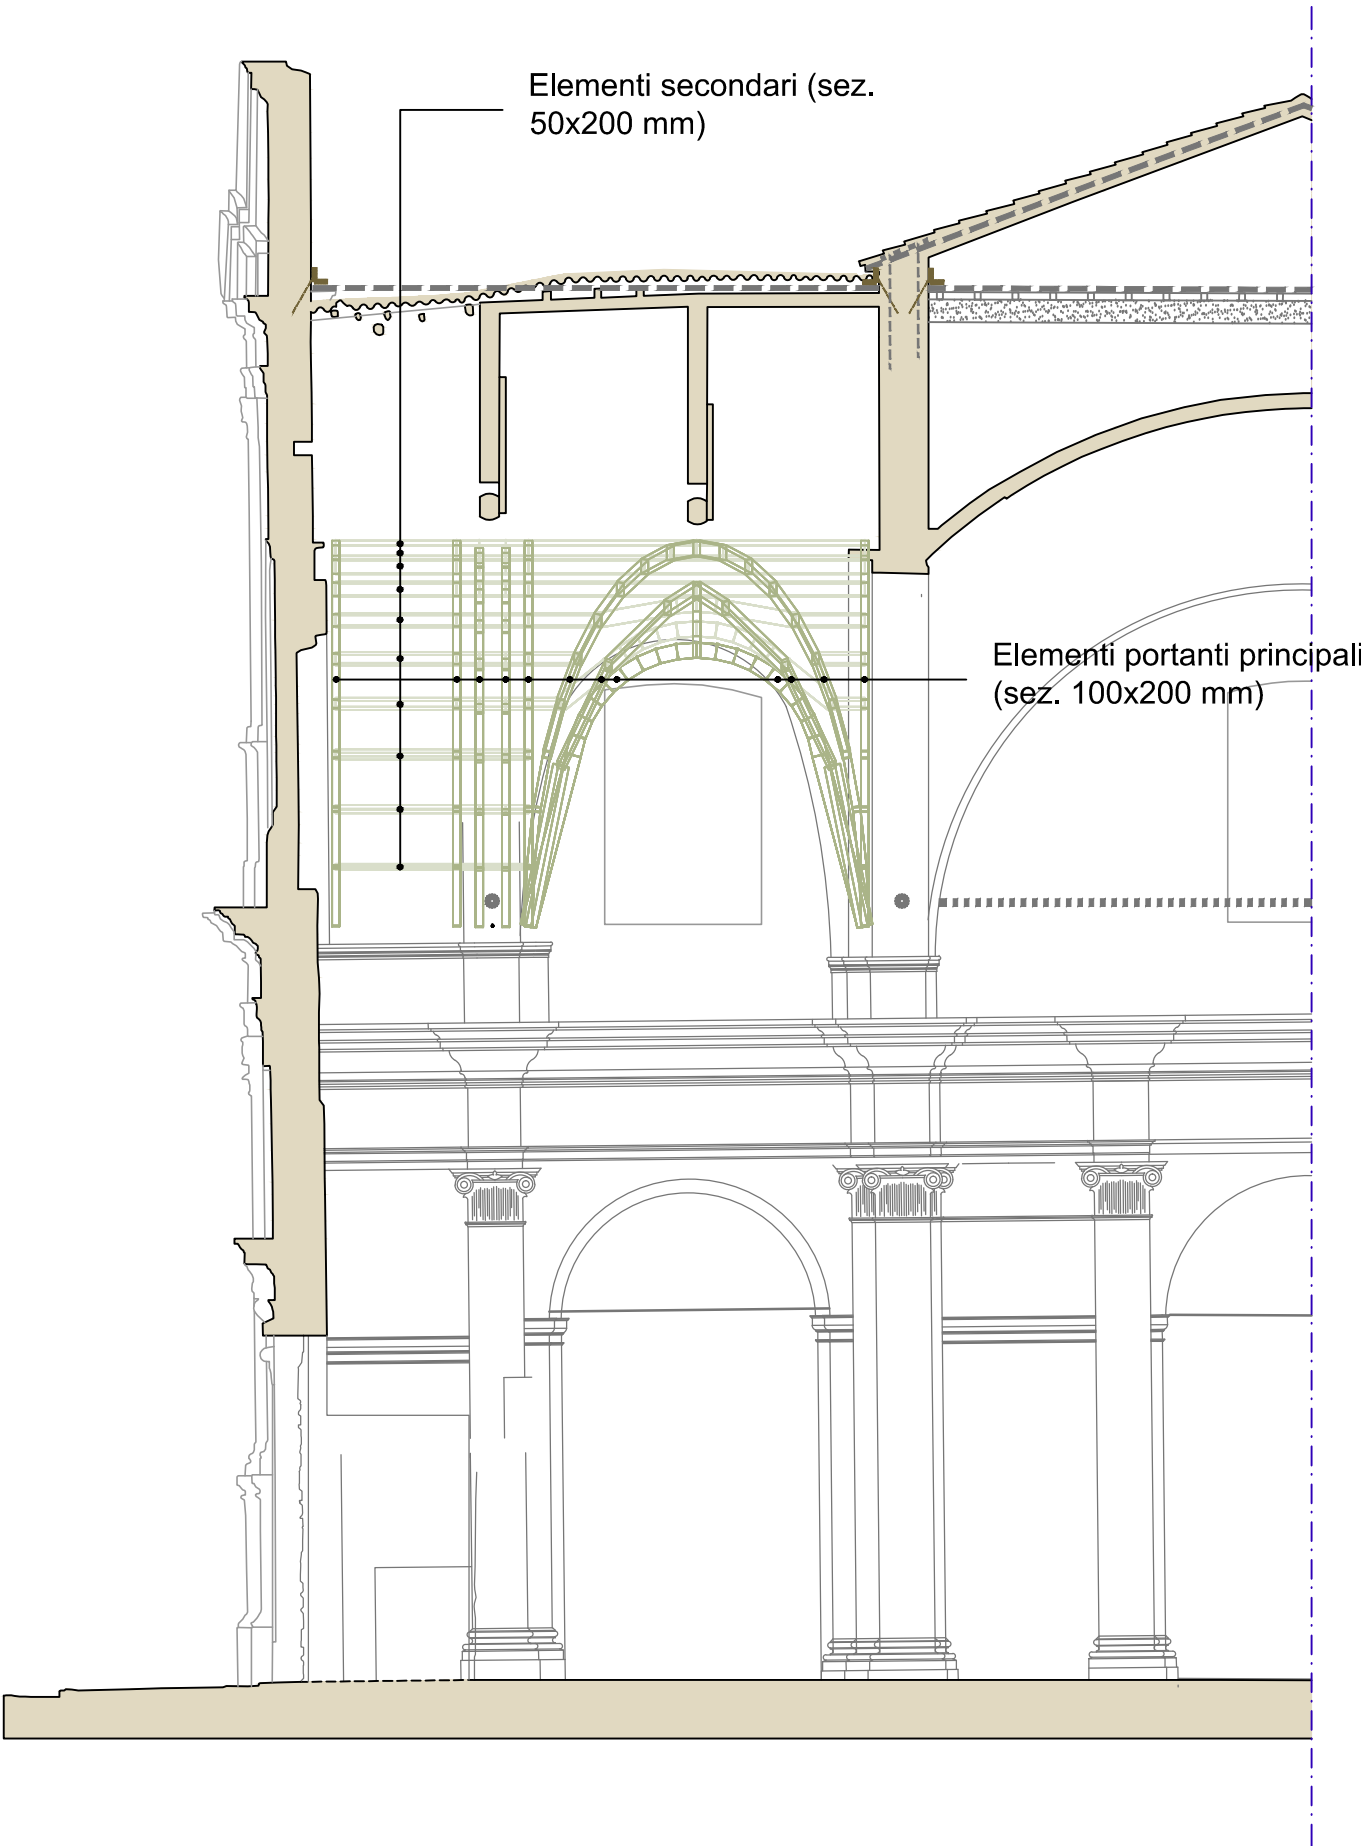 Elementi secondari (sez.
50x200 mm)
Elementi portanti principali
(sez. 100x200 mm)